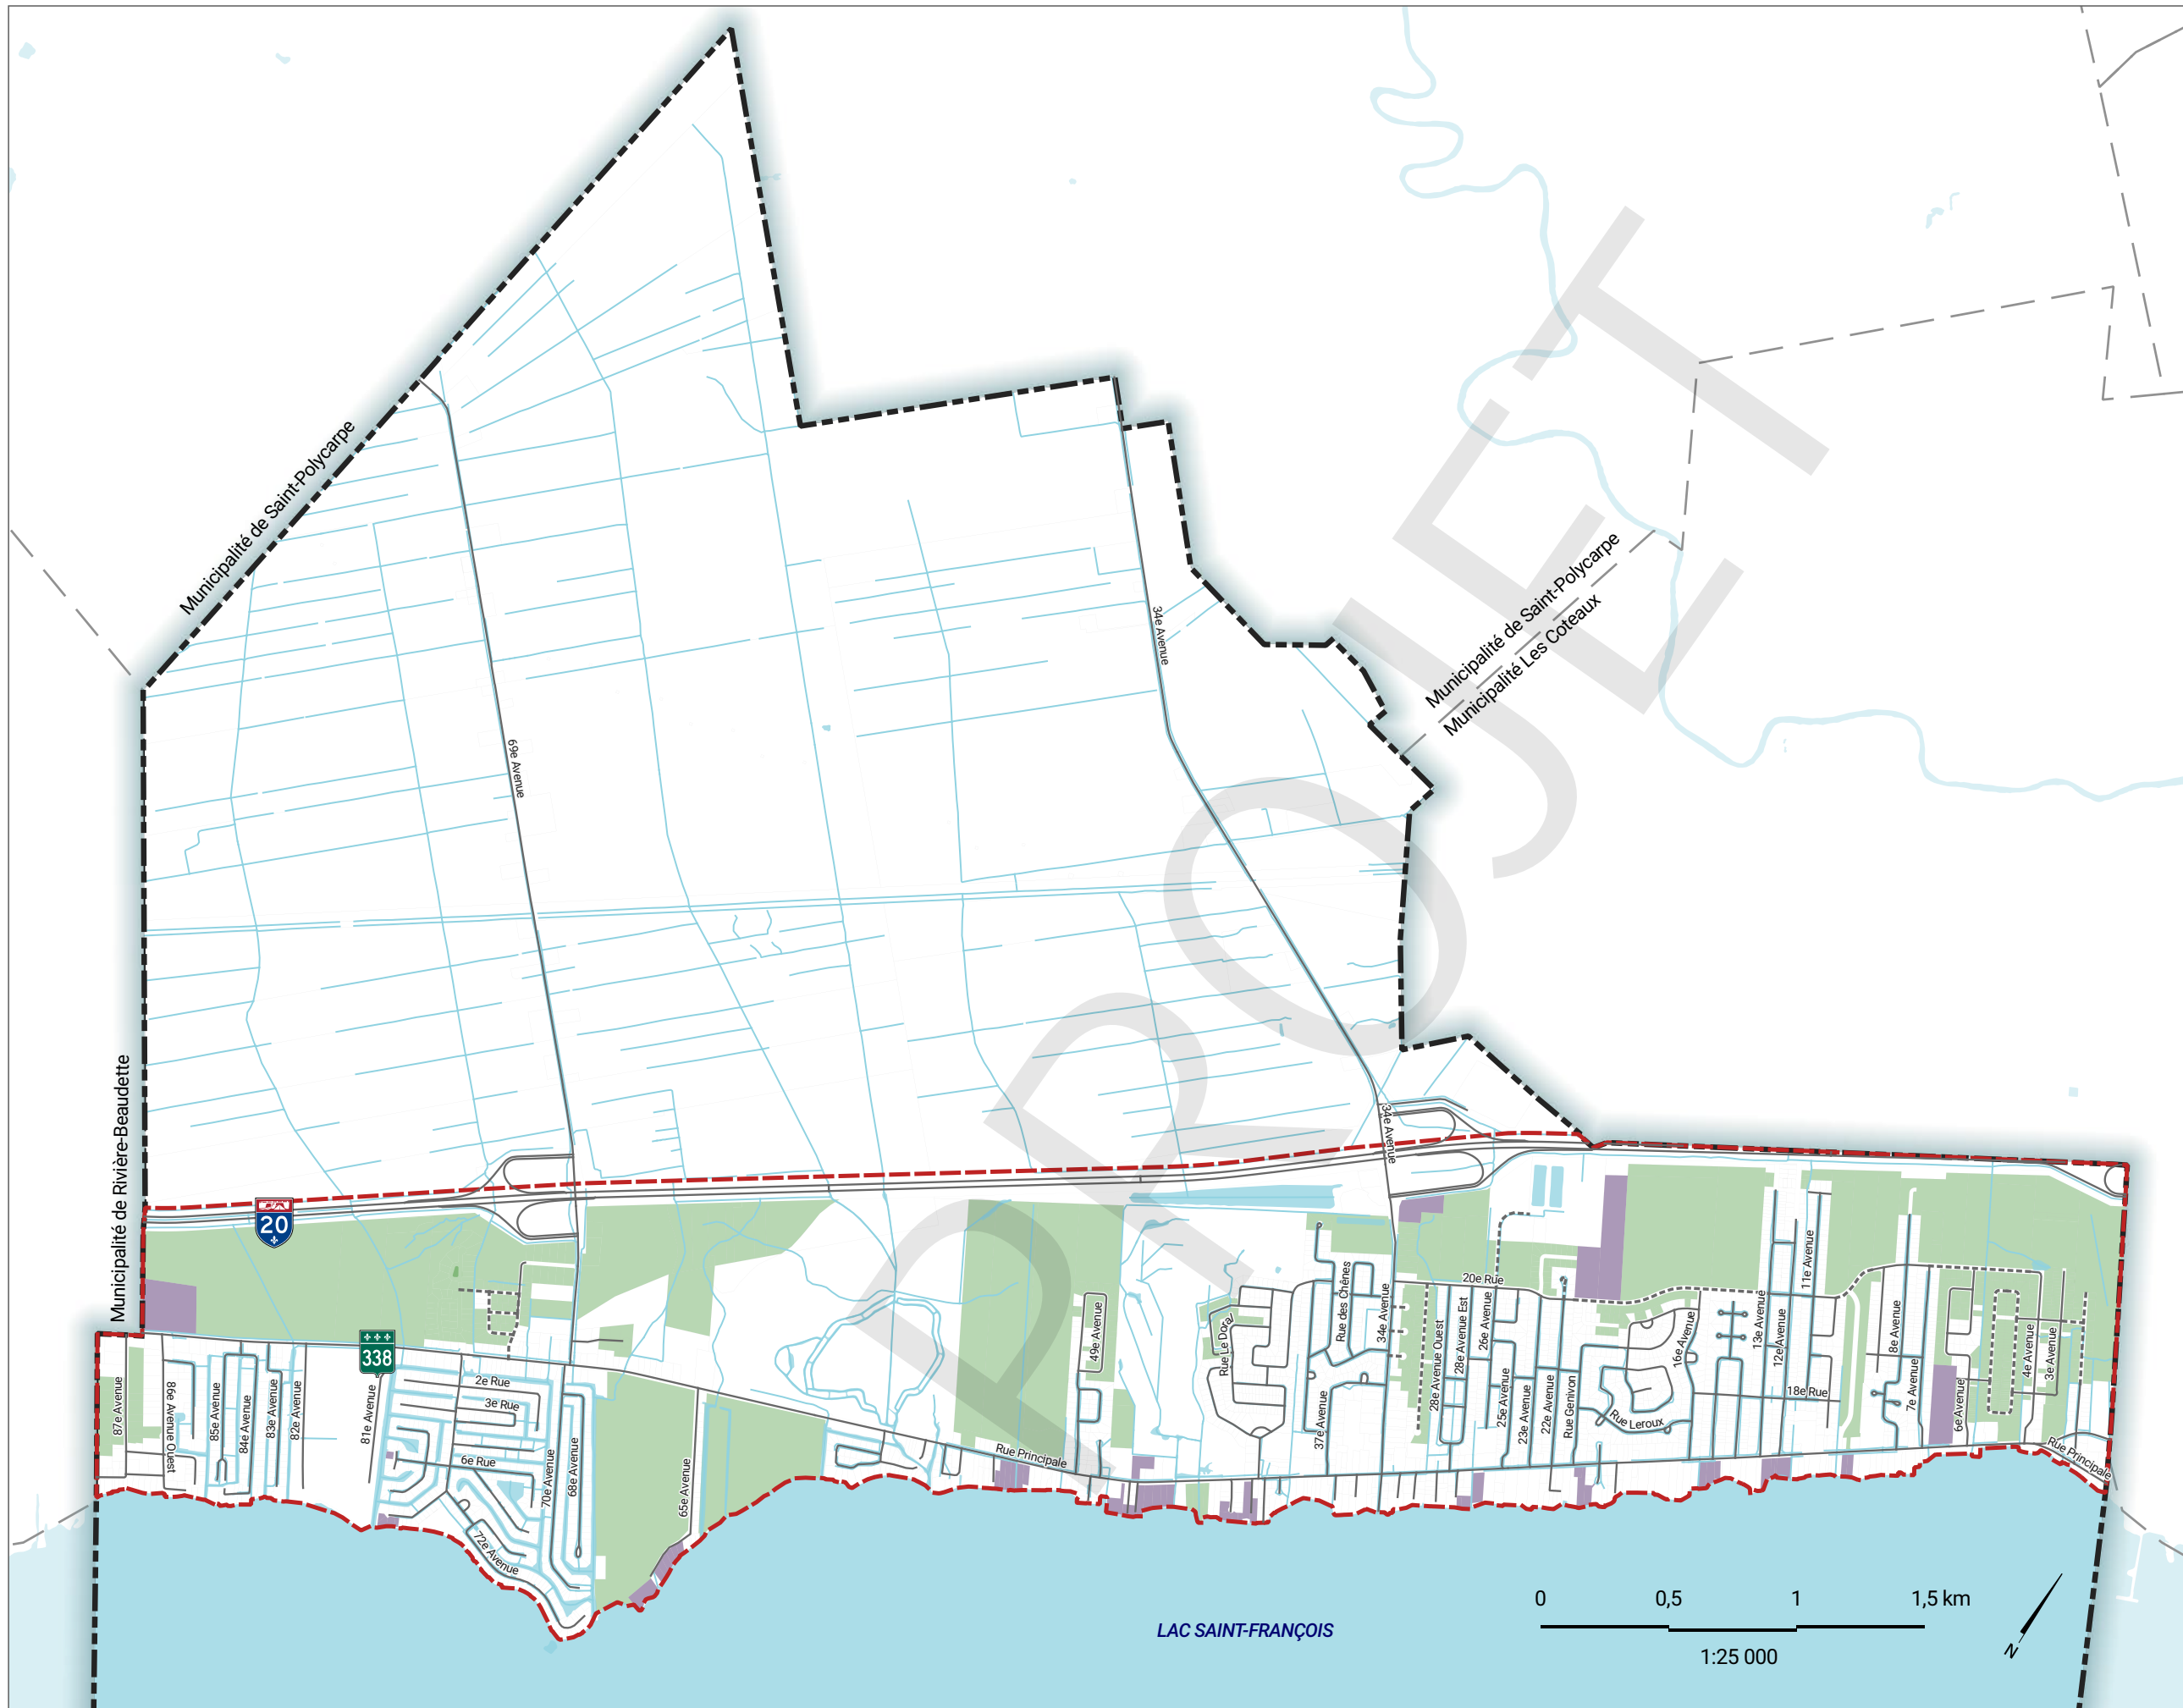 Municipalité de Saint-Polycarpe
Municipalité de Saint-Polycarpe
Municipalité Les Coteaux
34e Avenue
69e Avenue
PROJET
Municipalité de Rivière-Beaudette
34e Avenue
20
338
20e Rue
87e Avenue
86e Avenue Ouest
85e Avenue
84e Avenue
83e Avenue
82e Avenue
81e Avenue
2e Rue
3e Rue
6e Rue
72e Avenue
70e Avenue
68e Avenue
65e Avenue
Rue Principale
49e Avenue
Rue Le Dora
Rue des Chênes
37e Avenue
34e Avenue
28e Avenue Ouest
28e Avenue Est
26e Avenue
25e Avenue
23e Avenue
22e Avenue
Rue Genivon
Rue Leroux
16e Avenue
13e Avenue
12e Avenue
11e Avenue
18e Rue
8e Avenue
7e Avenue
6e Avenue
4e Avenue
3e Avenue
Rue Principale
LAC SAINT-FRANÇOIS
0 0,5 1 1,5 km
1:25 000
N